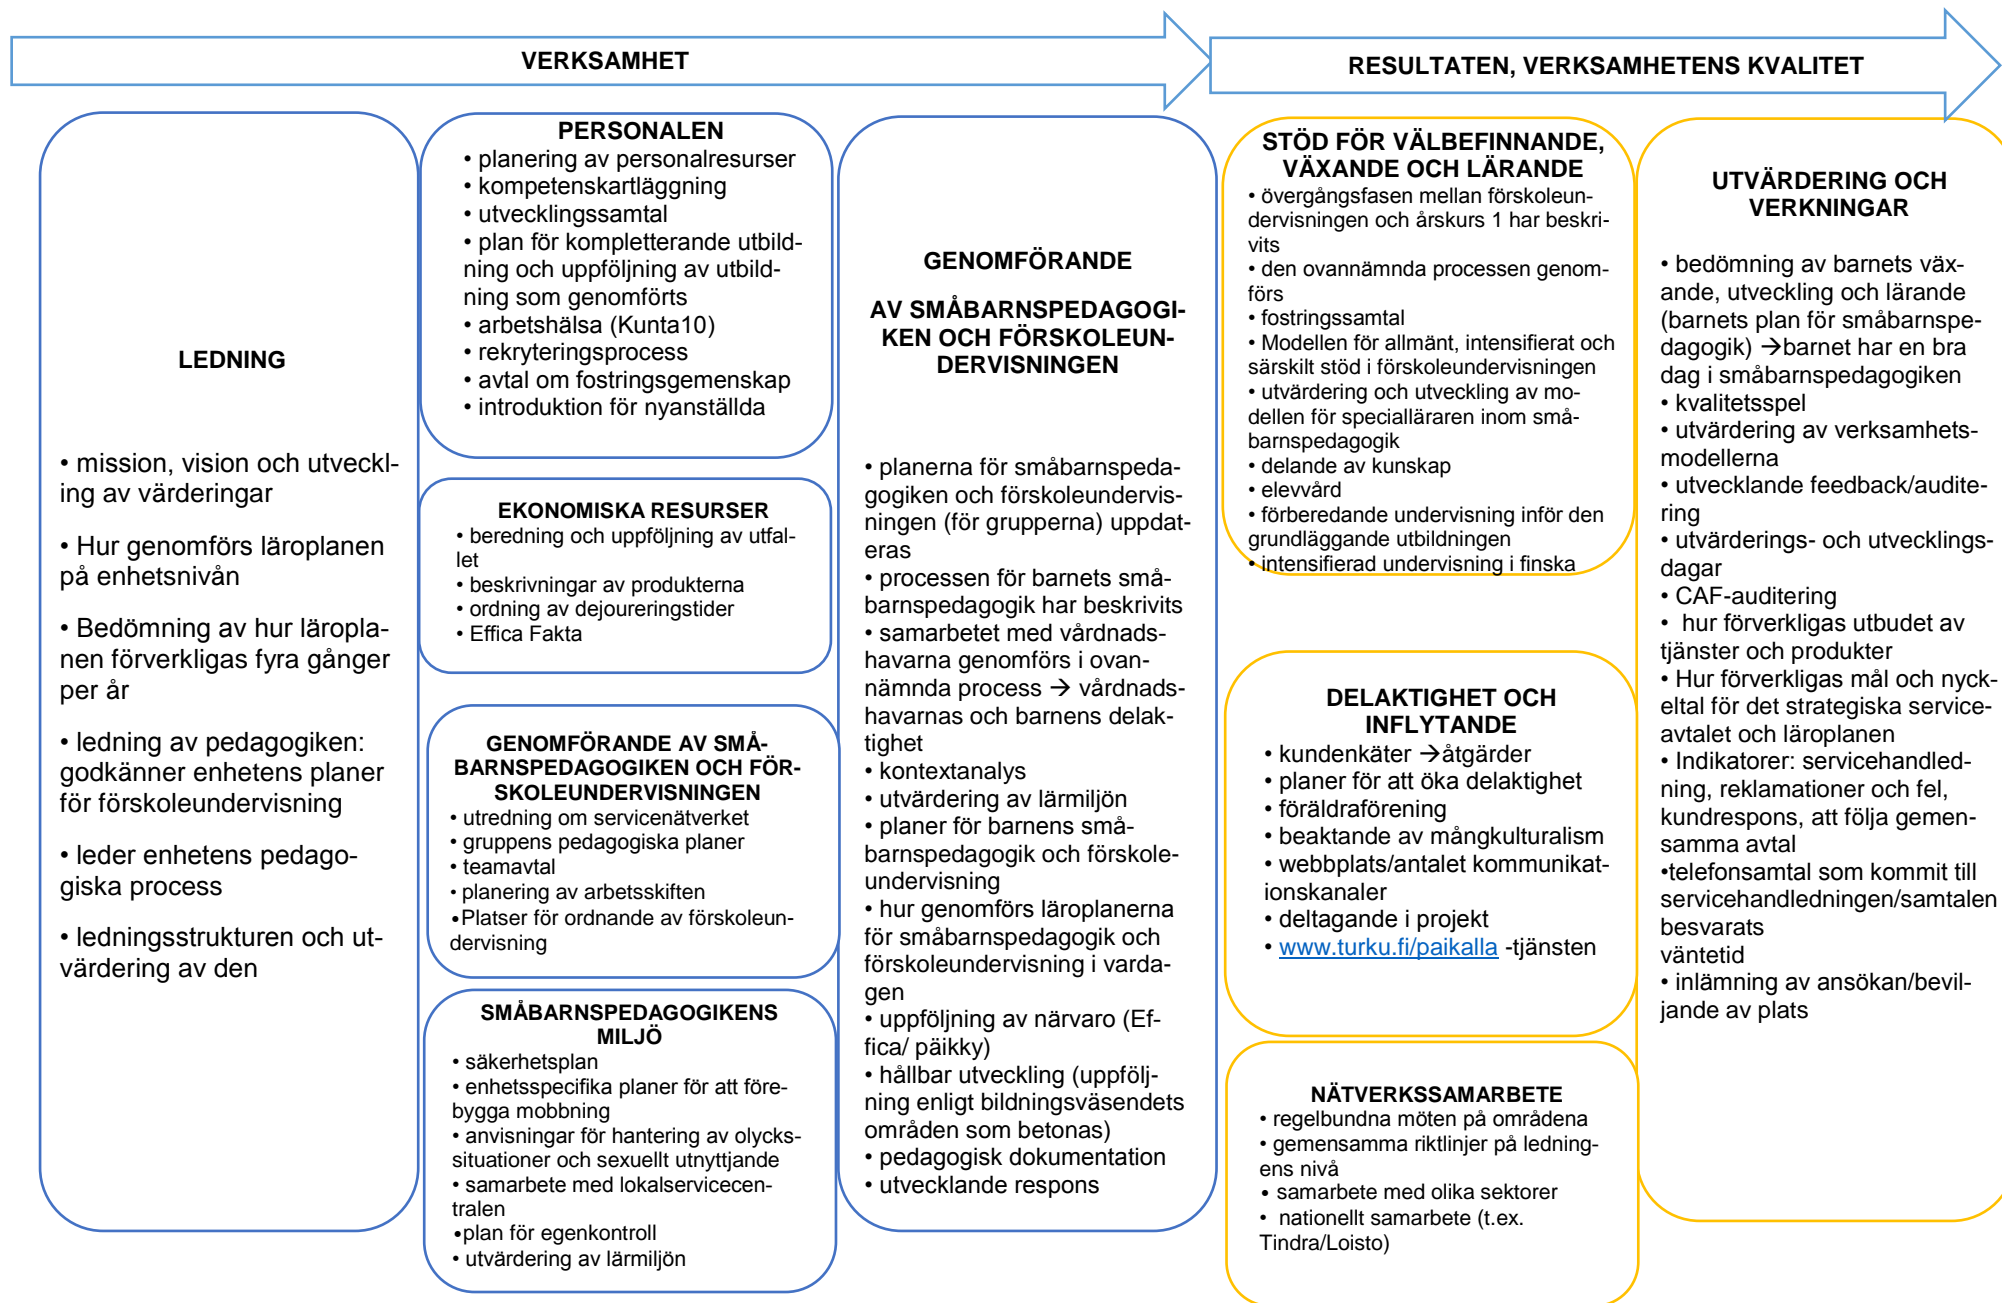 VERKSAMHET
RESULTATEN, VERKSAMHETENS KVALITET
LEDNING
• mission, vision och utveckl-
ing av värderingar
• Hur genomförs läroplanen
på enhetsnivån
• Bedömning av hur läropla-
nen förverkligas fyra gånger
per år
• ledning av pedagogiken:
godkänner enhetens planer
för förskoleundervisning
• leder enhetens pedago-
giska process
• ledningsstrukturen och ut-
värdering av den
PERSONALEN
• planering av personalresurser
• kompetenskartläggning
• utvecklingssamtal
• plan för kompletterande utbild-
ning och uppföljning av utbild-
ning som genomförts
• arbetshälsa (Kunta10)
• rekryteringsprocess
• avtal om fostringsgemenskap
• introduktion för nyanställda
EKONOMISKA RESURSER
• beredning och uppföljning av utfal-
let
• beskrivningar av produkterna
• ordning av dejoureringstider
• Effica Fakta
GENOMFÖRANDE AV SMÅ-
BARNSPEDAGOGIKEN OCH FÖR-
SKOLEUNDERVISNINGEN
• utredning om servicenätverket
• gruppens pedagogiska planer
• teamavtal
• planering av arbetsskiften
•Platser för ordnande av förskoleun-
dervisning
SMÅBARNSPEDAGOGIKENS
MILJÖ
• säkerhetsplan
• enhetsspecifika planer för att före-
bygga mobbning
• anvisningar för hantering av olycks-
situationer och sexuellt utnyttjande
• samarbete med lokalservicecen-
tralen
•plan för egenkontroll
• utvärdering av lärmiljön
GENOMFÖRANDE
AV SMÅBARNSPEDAGOGI-
KEN OCH FÖRSKOLEUN-
DERVISNINGEN
• planerna för småbarnspeda-
gogiken och förskoleundervis-
ningen (för grupperna) uppdat-
eras
• processen för barnets små-
barnspedagogik har beskrivits
• samarbetet med vårdnads-
havarna genomförs i ovan-
nämnda process → vårdnads-
havarnas och barnens delak-
tighet
• kontextanalys
• utvärdering av lärmiljön
• planer för barnens små-
barnspedagogik och förskole-
undervisning
• hur genomförs läroplanerna
för småbarnspedagogik och
förskoleundervisning i varda-
gen
• uppföljning av närvaro (Ef-
fica/ päikky)
• hållbar utveckling (uppfölj-
ning enligt bildningsväsendets
områden som betonas)
• pedagogisk dokumentation
• utvecklande respons
STÖD FÖR VÄLBEFINNANDE,
VÄXANDE OCH LÄRANDE
• övergångsfasen mellan förskoleun-
dervisningen och årskurs 1 har beskri-
vits
• den ovannämnda processen genom-
förs
• fostringssamtal
• Modellen för allmänt, intensifierat och
särskilt stöd i förskoleundervisningen
• utvärdering och utveckling av mo-
dellen för specialläraren inom små-
barnspedagogik
• delande av kunskap
• elevvård
• förberedande undervisning inför den
grundläggande utbildningen
• intensifierad undervisning i finska
DELAKTIGHET OCH
INFLYTANDE
• kundenkäter →åtgärder
• planer för att öka delaktighet
• föräldraförening
• beaktande av mångkulturalism
• webbplats/antalet kommunikat-
ionskanaler
• deltagande i projekt
• www.turku.fi/paikalla -tjänsten
NÄTVERKSSAMARBETE
• regelbundna möten på områdena
• gemensamma riktlinjer på ledning-
ens nivå
• samarbete med olika sektorer
• nationellt samarbete (t.ex.
Tindra/Loisto)
UTVÄRDERING OCH
VERKNINGAR
• bedömning av barnets väx-
ande, utveckling och lärande
(barnets plan för småbarnspe-
dagogik) →barnet har en bra
dag i småbarnspedagogiken
• kvalitetsspel
• utvärdering av verksamhets-
modellerna
• utvecklande feedback/audite-
ring
• utvärderings- och utvecklings-
dagar
• CAF-auditering
• hur förverkligas utbudet av
tjänster och produkter
• Hur förverkligas mål och nyck-
eltal för det strategiska service-
avtalet och läroplanen
• Indikatorer: servicehandled-
ning, reklamationer och fel,
kundrespons, att följa gemen-
samma avtal
•telefonsamtal som kommit till
servicehandledningen/samtalen
besvarats
väntetid
• inlämning av ansökan/bevil-
jande av plats